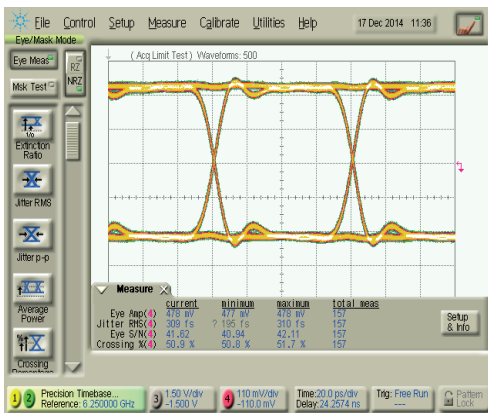 File Control Setup Measure Calibrate Utilities Help 17 Dec 2014 11:36
Eye/Mask Mode
Eye Meas
RZ
NRZ
Msk Test
( Acq Limit Test ) Waveforms: 500
Extinction
Ratio
Jitter RMS
Jitter p-p
Average
Power
Crossing
Measure
current minimum maximum total meas
Eye Amp(4) 478 mV 477 mV 478 mV 157
Jitter RMS(4) 309 fs ? 195 fs 310 fs 157
Eye S/N(4) 41.62 40.94 42.11 157
Crossing %(4) 50.9 % 50.8 % 51.7 % 157
Setup
& Info
1 2 Precision Timebase...
Reference: 6.250000 GHz
3 1.50 V/div
-1.500 V
4 110 mV/div
-110.0 mV
Time:20.0 ps/div
Delay:24.2574 ns
Trig: Free Run
Pattern
Lock